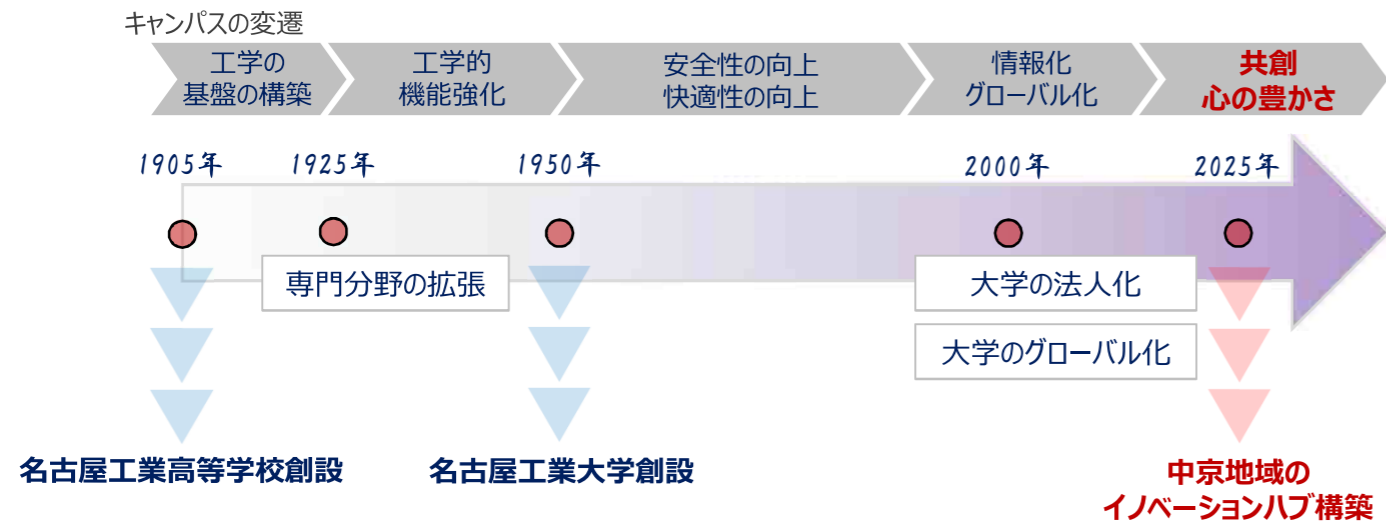 キャンパスの変遷
工学の
基盤の構築
工学的
機能強化
安全性の向上
快適性の向上
情報化
グローバル化
共創
心の豊かさ
1905年
1925年
1950年
2000年
2025年
専門分野の拡張
大学の法人化
大学のグローバル化
名古屋工業高等学校創設
名古屋工業大学創設
中京地域の
イノベーションハブ構築